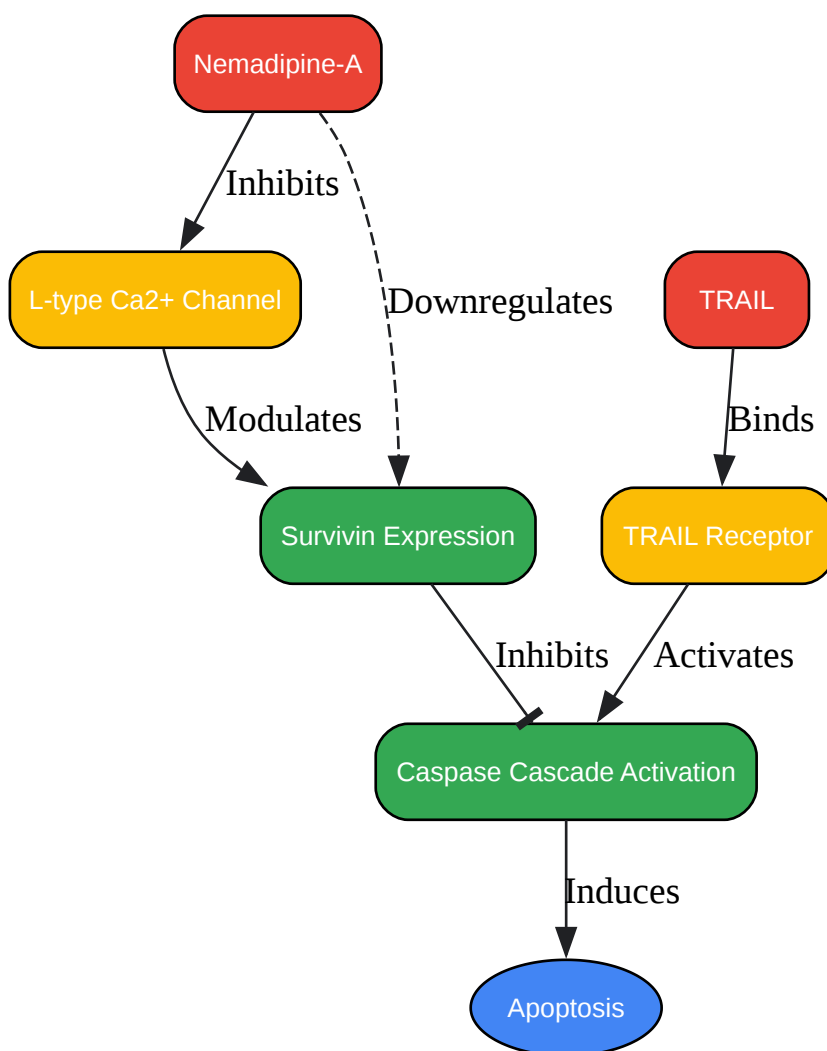 Nemadipine-A
Inhibits
L-type Ca2+ Channel
Downregulates
TRAIL
Modulates
Binds
Survivin Expression
TRAIL Receptor
Inhibits
Activates
Caspase Cascade Activation
Induces
Apoptosis